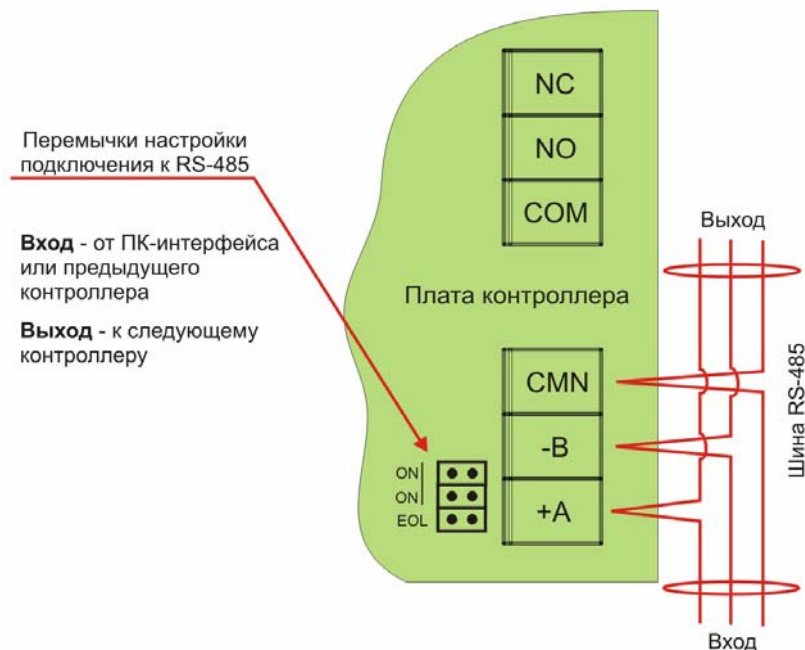 Перемычки настройки
подключения к RS-485
Вход - от ПК-интерфейса
или предыдущего
контроллера
Выход - к следующему
контроллеру
NC
NO
COM
Плата контроллера
CMN
-B
+A
ON
ON
EOL
Выход
Шина RS-485
Вход